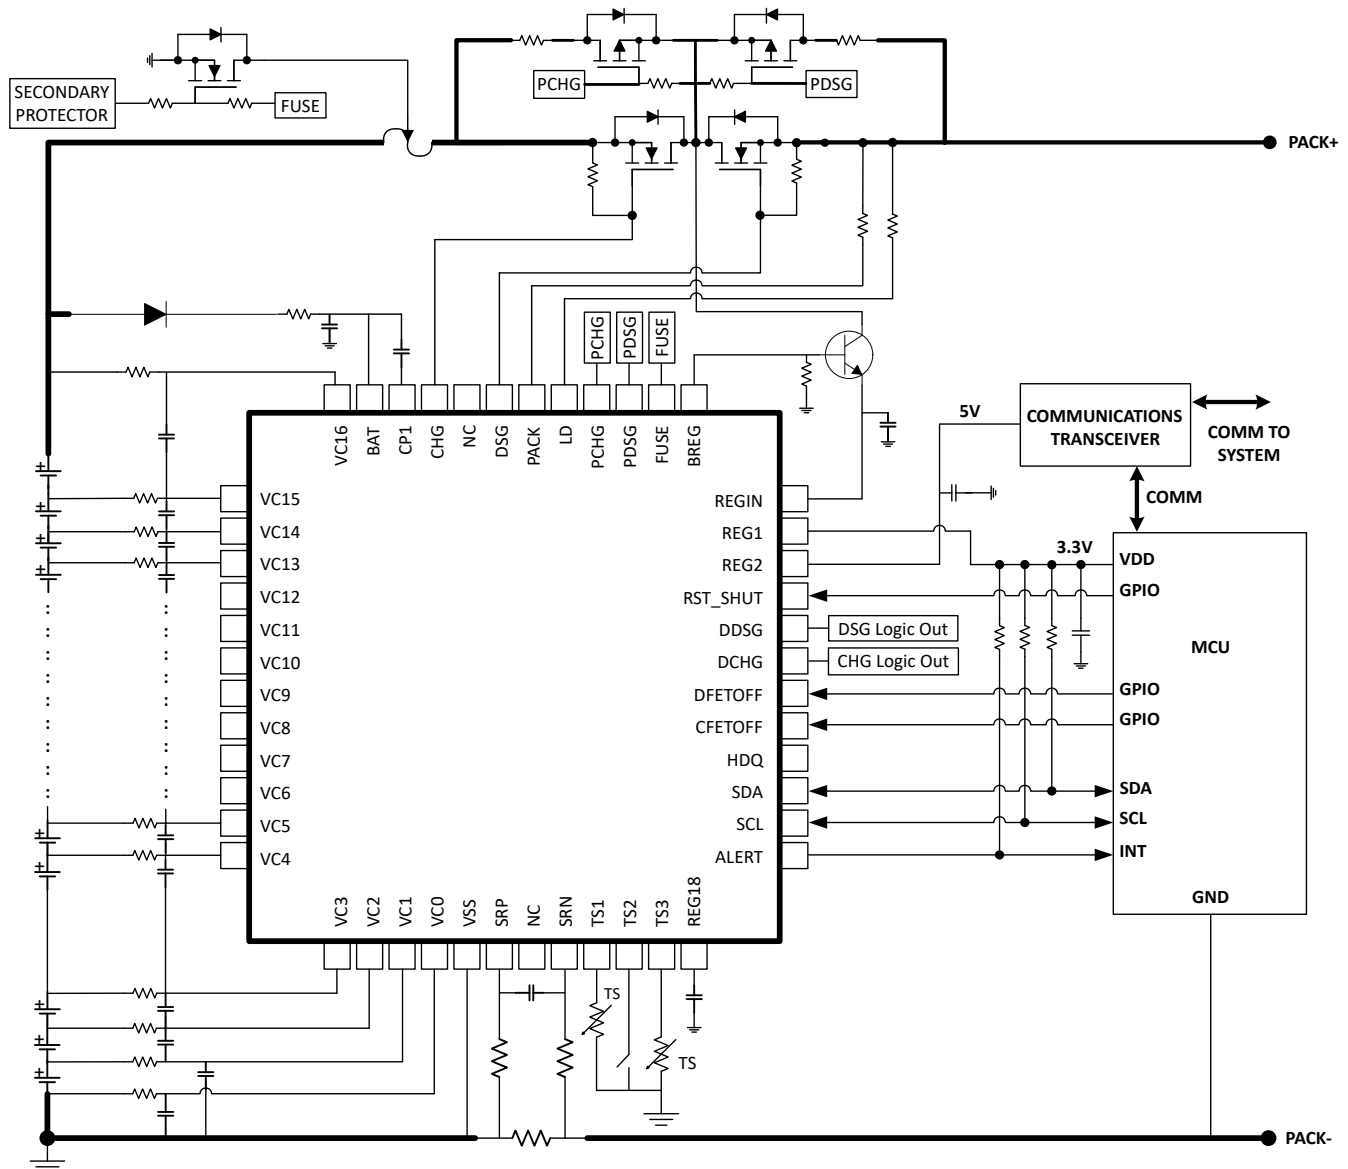 SECONDARY
PROTECTOR
FUSE
PCHG
PDSG
PACK+
PCHG
PDSG
FUSE
VC16
BAT
CP1
CHG
NC
DSG
PACK
LD
PCHG
PDSG
FUSE
BREG
5V
COMMUNICATIONS
TRANSCEIVER
COMM TO
SYSTEM
COMM
VC15
VC14
VC13
VC12
VC11
VC10
VC9
VC8
VC7
VC6
VC5
VC4
REGIN
REG1
REG2
RST_SHUT
DDSG
DCHG
DFETOFF
CFETOFF
HDQ
SDA
SCL
ALERT
DSG Logic Out
CHG Logic Out
3.3V
VDD
GPIO
MCU
GPIO
GPIO
SDA
SCL
INT
GND
VC3
VC2
VC1
VC0
VSS
SRP
NC
SRN
TS1
TS2
TS3
REG18
TS
TS
PACK-
+
+
+
+
+
+
+
+
+